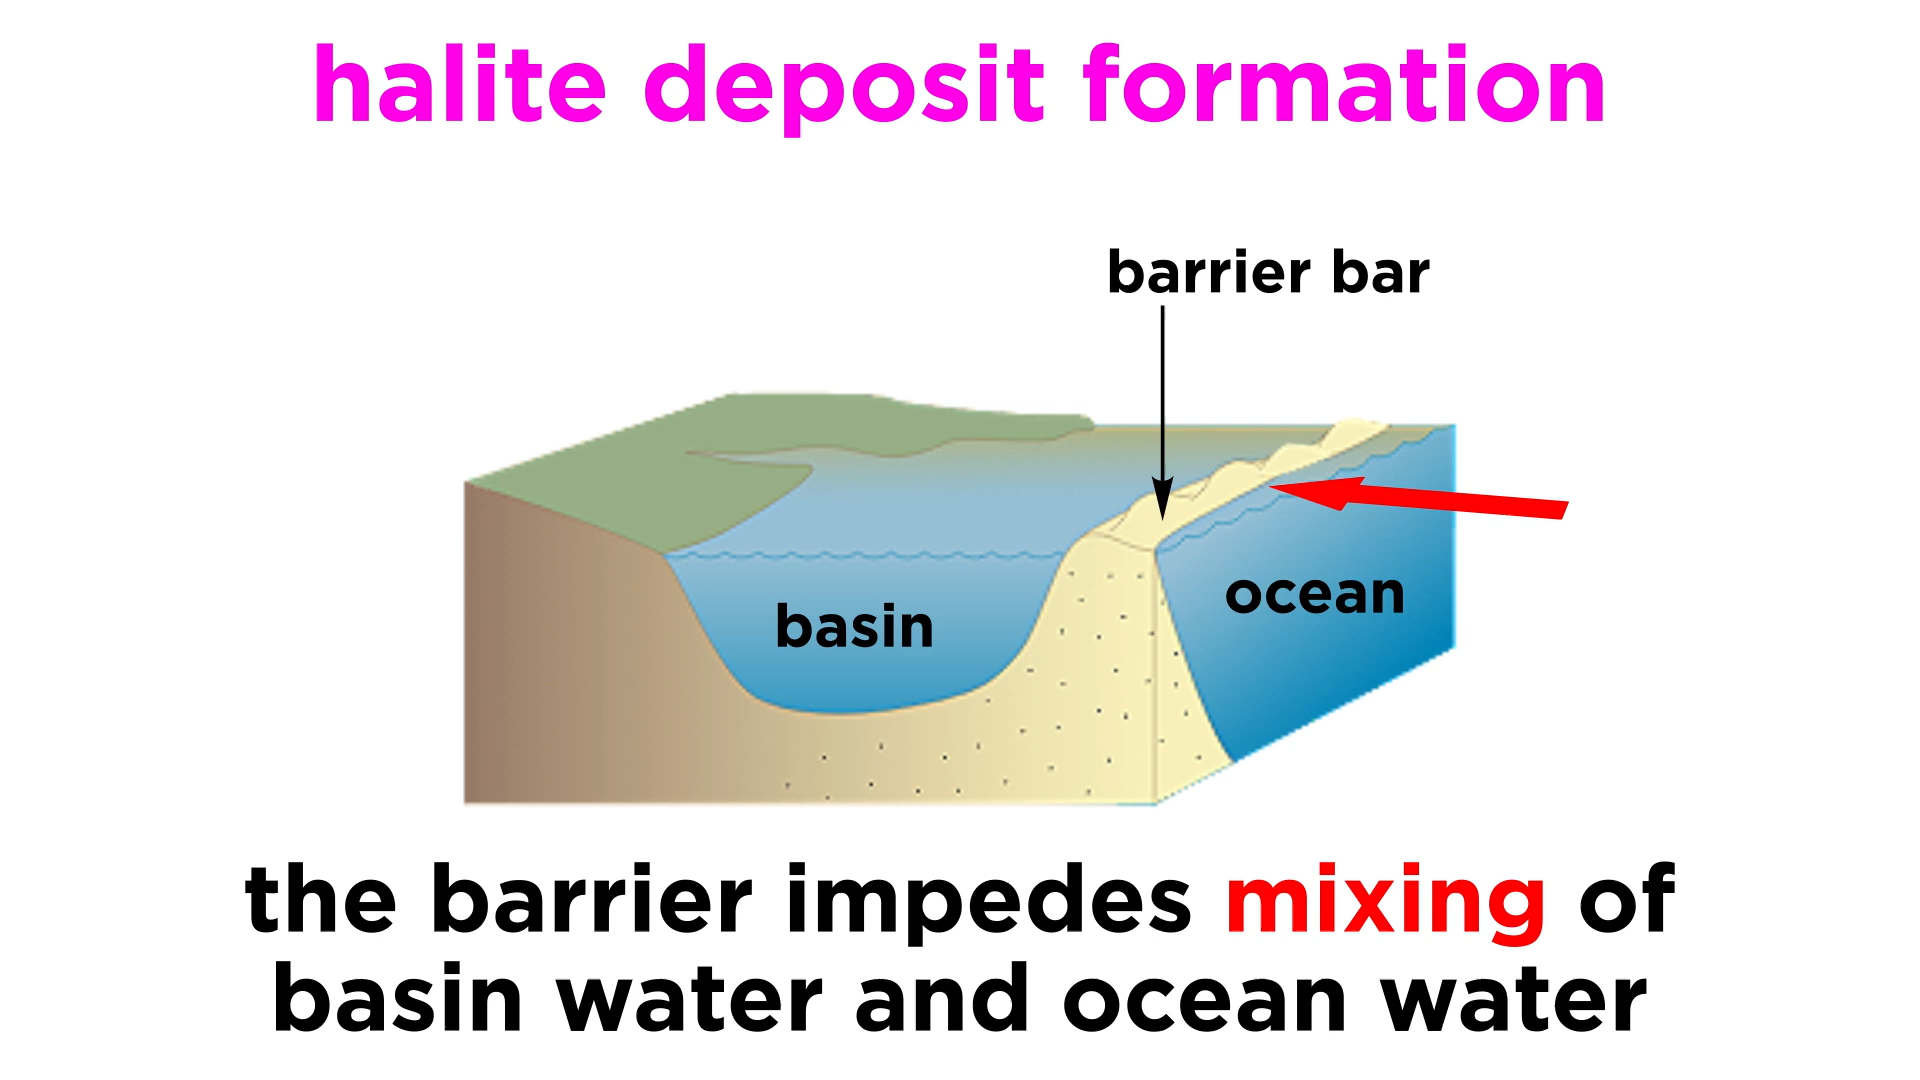 halite deposit formation
barrier bar
basin
ocean
the barrier impedes mixing of
basin water and ocean water